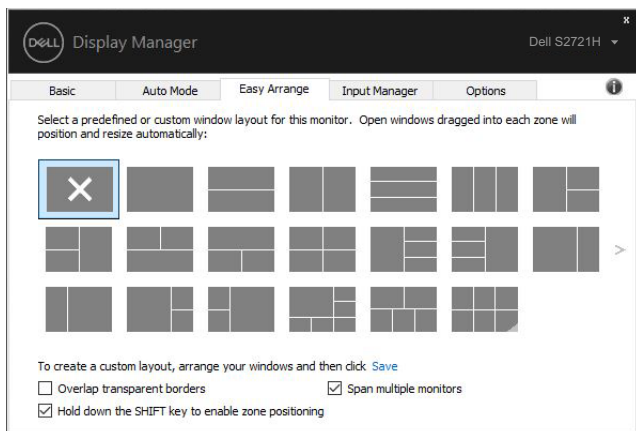 x
DELL Display Manager Dell S2721H
Basic Auto Mode Easy Arrange Input Manager Options
Select a predefined or custom window layout for this monitor. Open windows dragged into each zone will
position and resize automatically:
To create a custom layout, arrange your windows and then click Save
Overlap transparent borders Span multiple monitors
Hold down the SHIFT key to enable zone positioning